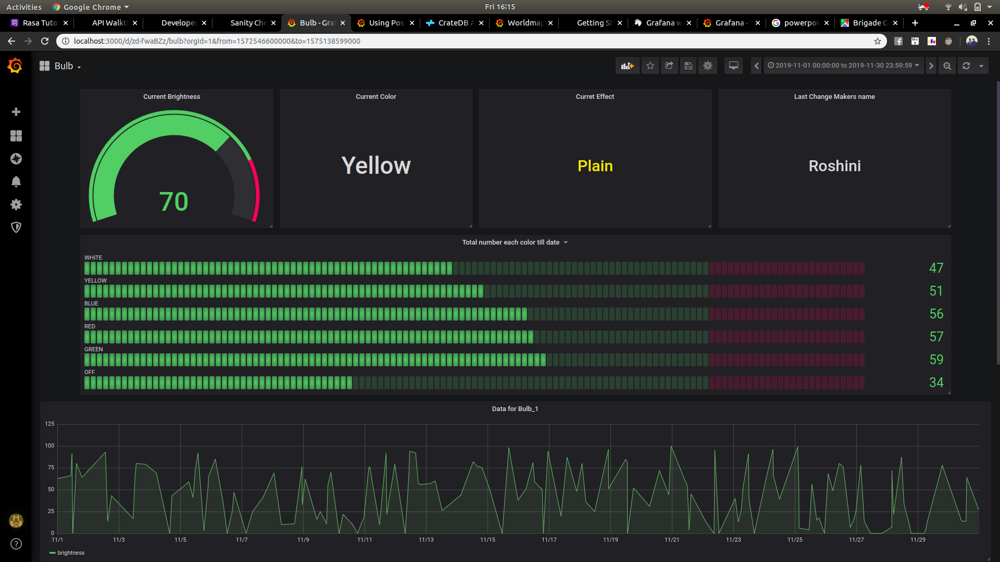 Activities Google Chrome Fri 16:15
Rasa Tuto API Walkt Developer Sanity Che Bulb - Gra Using Pos CrateDB A Worldmap Getting St Grafana w Grafana - powerpoi Brigade C
localhost:3000/d/zd-fwaBZz/bulb?orgId=1&from=1572546600000&to=1575138599000
Bulb 2019-11-01 00:00:00 to 2019-11-30 23:59:59
Current Brightness Current Color Curret Effect Last Change Makers name
70 Yellow Plain Roshini
Total number each color till date
WHITE
47
YELLOW
51
BLUE
56
RED
57
GREEN
59
OFF
34
Data for Bulb_1
125
100
75
50
25
0
11/1 11/3 11/5 11/7 11/9 11/11 11/13 11/15 11/17 11/19 11/21 11/23 11/25 11/27 11/29
brightness